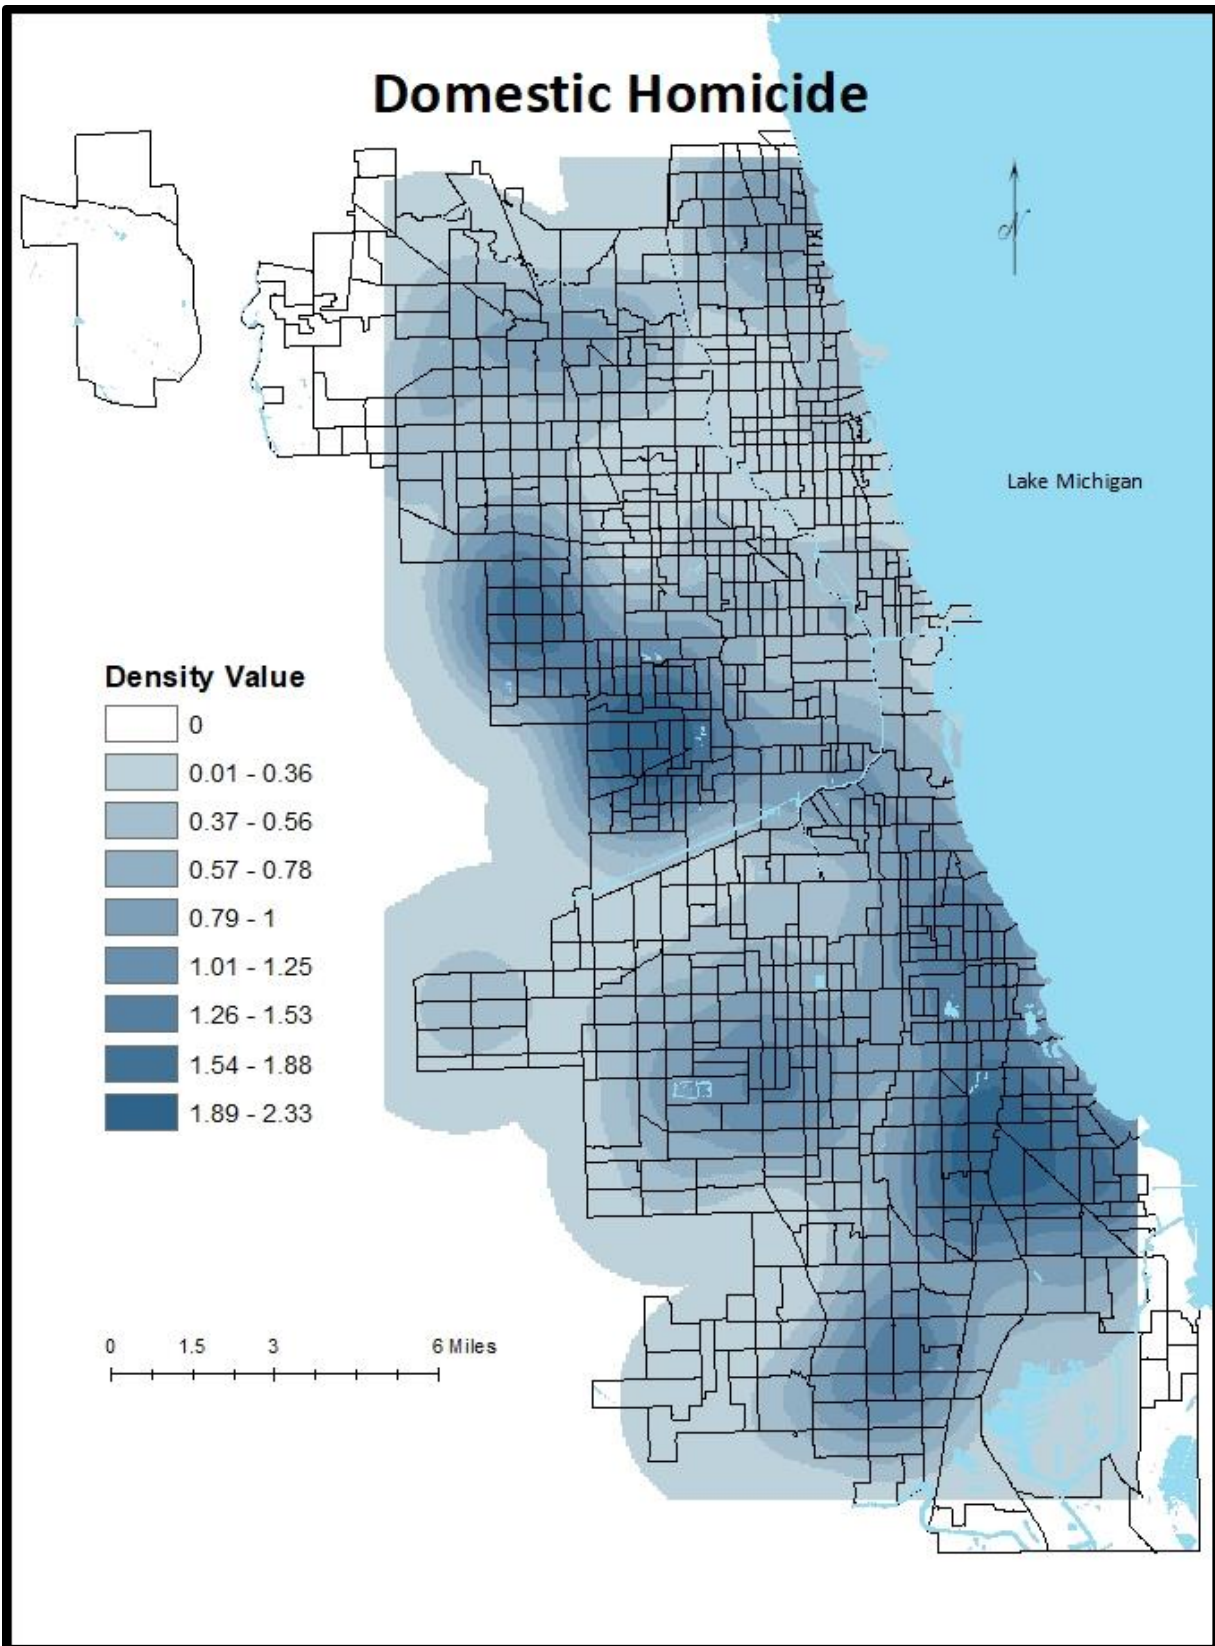 Domestic Homicide
N
Lake Michigan
Density Value
0
0.01 - 0.36
0.37 - 0.56
0.57 - 0.78
0.79 - 1
1.01 - 1.25
1.26 - 1.53
1.54 - 1.88
1.89 - 2.33
0 1.5 3 6 Miles